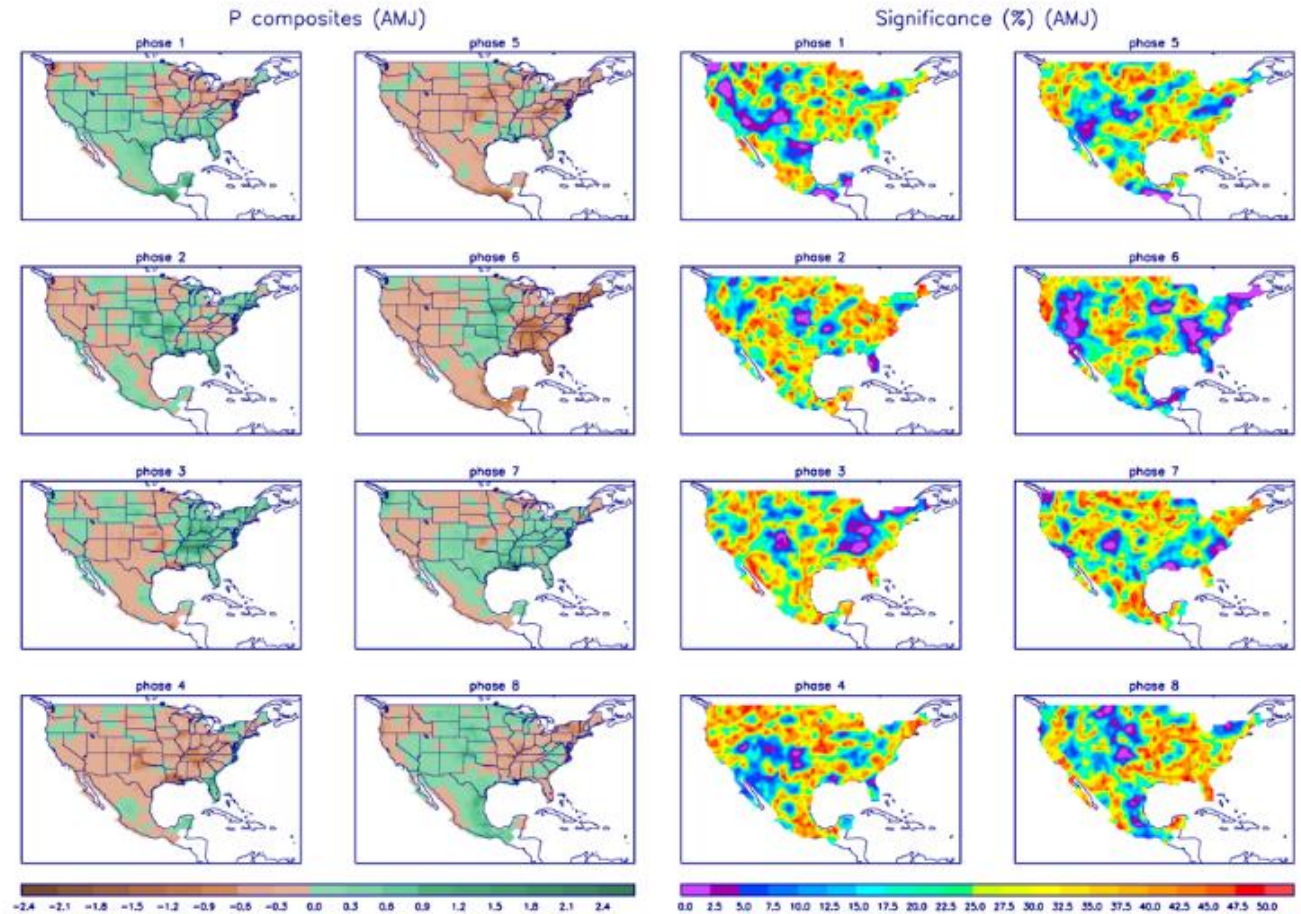 P composites (AMJ) Significance (%) (AMJ)
phase 1 phase 5 phase 1 phase 5
phase 2 phase 6 phase 2 phase 6
phase 3 phase 7 phase 3 phase 7
phase 4 phase 8 phase 4 phase 8
-2.4 -2.1 -1.8 -1.5 -1.2 -0.9 -0.6 -0.3 0.0 0.3 0.6 0.9 1.2 1.5 1.8 2.1 2.4 0.0 2.5 5.0 7.5 10.0 12.5 15.0 17.5 20.0 22.5 25.0 27.5 30.0 32.5 35.0 37.5 40.0 42.5 45.0 47.5 50.0